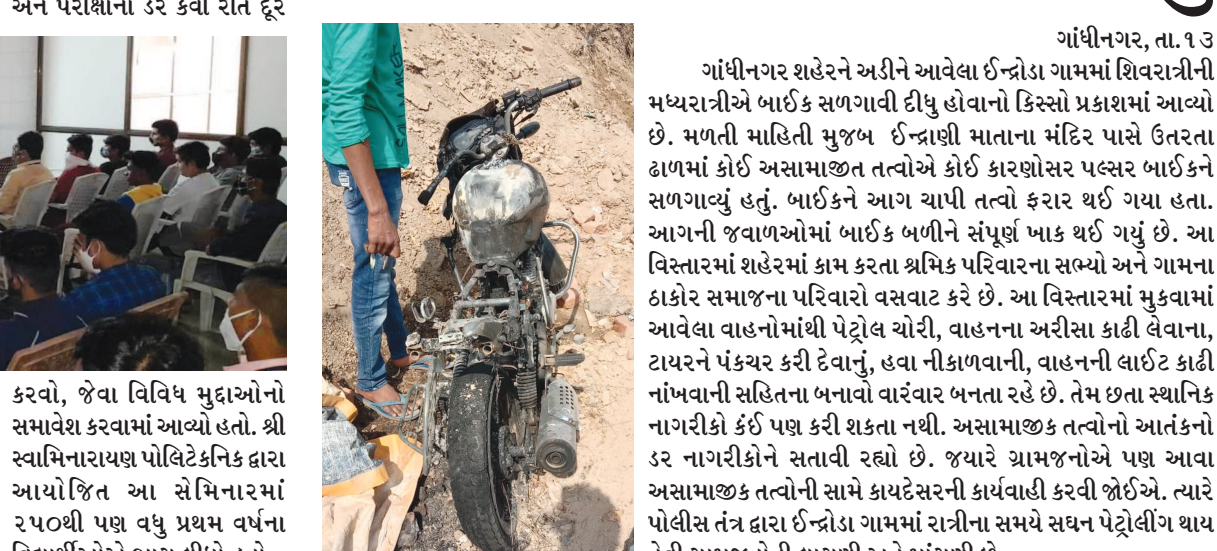 અને પરીક્ષાનો ડર કેવી રીતે દૂર
કરવો, જેવા વિવિધ મુદ્દાઓનો
સમાવેશ કરવામાં આવ્યો હતો. શ્રી
સ્વામિનારાયણ પોલિટેકનિક દ્વારા
આયોજિત આ સેમિનારમાં
૨૫૦થી પણ વધુ પ્રથમ વર્ષના
ગાંધીનગર, તા.૧૩
ગાંધીનગર શહેરને અડીને આવેલા ઈન્દ્રોડા ગામમાં શિવરાત્રીની
મધ્યરાત્રીએ બાઈક સળગાવી દીધુ હોવાનો કિસ્સો પ્રકાશમાં આવ્યો
છે. મળતી માહિતી મુજબ ઈન્દ્રાણી માતાના મંદિર પાસે ઉતરતા
ઢાળમાં કોઈ અસામાજીત તત્વોએ કોઈ કારણોસર પલ્સર બાઈકને
સળગાવ્યું હતું. બાઈકને આગ ચાપી તત્વો ફરાર થઈ ગયા હતા.
આગની જવાળઓમાં બાઈક બળીને સંપૂર્ણ ખાક થઈ ગયું છે. આ
વિસ્તારમાં શહેરમાં કામ કરતા શ્રમિક પરિવારના સભ્યો અને ગામના
ઠાકોર સમાજના પરિવારો વસવાટ કરે છે. આ વિસ્તારમાં મુકવામાં
આવેલા વાહનોમાંથી પેટ્રોલ ચોરી, વાહનના અરીસા કાઢી લેવાના,
ટાયરને પંકચર કરી દેવાનું, હવા નીકાળવાની, વાહનની લાઈટ કાઢી
નાંખવાની સહિતના બનાવો વારંવાર બનતા રહે છે. તેમ છતા સ્થાનિક
નાગરીકો કંઈ પણ કરી શકતા નથી. અસામાજીક તત્વોનો આતંકનો
ડર નાગરીકોને સતાવી રહ્યો છે. જયારે ગ્રામજનોએ પણ આવા
અસામાજીક તત્વોની સામે કાયદેસરની કાર્યવાહી કરવી જોઈએ. ત્યારે
પોલીસ તંત્ર દ્વારા ઈન્દ્રોડા ગામમાં રાત્રીના સમયે સઘન પેટ્રોલીંગ થાય